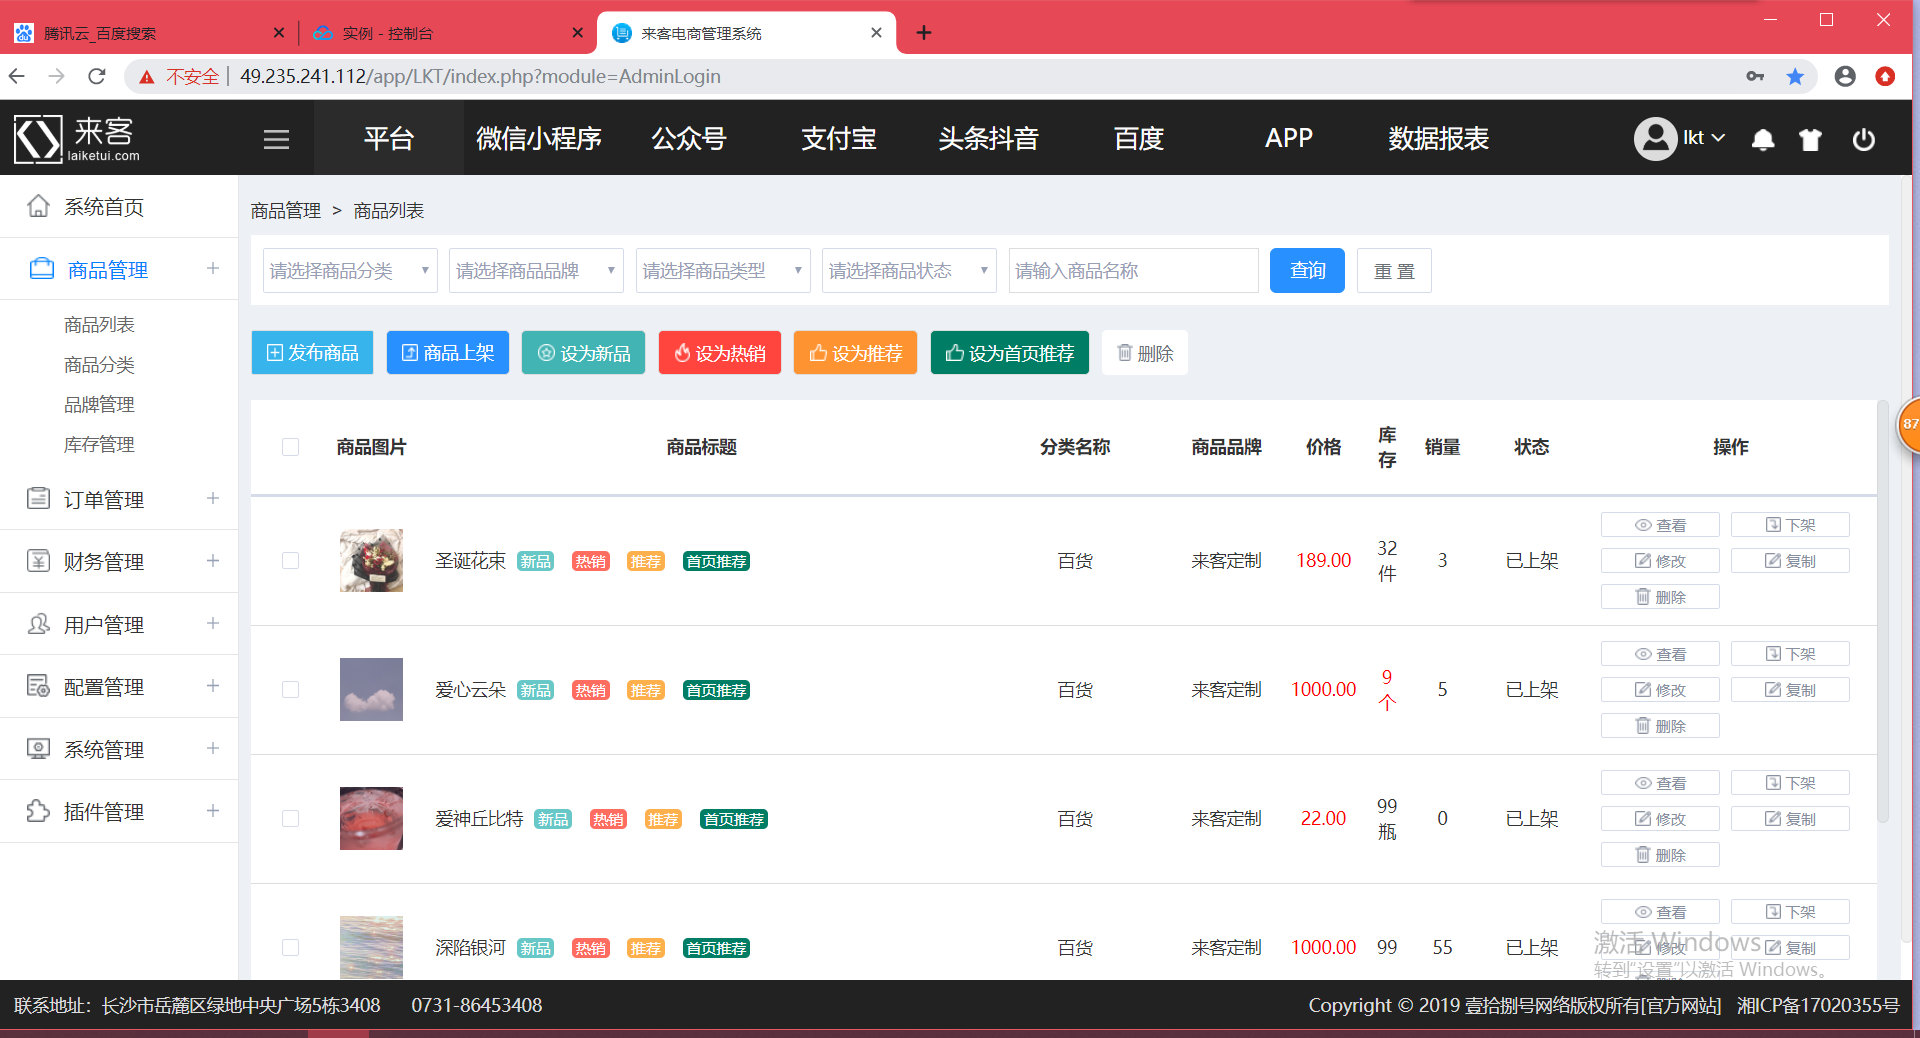 腾讯云_百度搜索
实例 - 控制台
来客电商管理系统
不安全
49.235.241.112/app/LKT/index.php?module=AdminLogin
来客
laiketui.com
平台
微信小程序
公众号
支付宝
头条抖音
百度
APP
数据报表
lkt
系统首页
商品管理
商品列表
商品分类
品牌管理
库存管理
订单管理
财务管理
用户管理
配置管理
系统管理
插件管理
商品管理 > 商品列表
请选择商品分类
请选择商品品牌
请选择商品类型
请选择商品状态
请输入商品名称
查询
重 置
发布商品
商品上架
设为新品
设为热销
设为推荐
设为首页推荐
删除
商品图片 商品标题 分类名称 商品品牌 价格 库存 销量 状态 操作
圣诞花束 新品 热销 推荐 首页推荐 百货 来客定制 189.00 32件 3 已上架
查看 下架
修改 复制
删除
爱心云朵 新品 热销 推荐 首页推荐 百货 来客定制 1000.00 9个 5 已上架
查看 下架
修改 复制
删除
爱神丘比特 新品 热销 推荐 首页推荐 百货 来客定制 22.00 99瓶 0 已上架
查看 下架
修改 复制
删除
深陷银河 新品 热销 推荐 首页推荐 百货 来客定制 1000.00 99 55 已上架
查看 下架
修改 复制
激活 Windows
转到"设置"以激活 Windows。
87
联系地址：长沙市岳麓区绿地中央广场5栋3408 0731-86453408
Copyright © 2019 壹拾捌号网络版权所有[官方网站] 湘ICP备17020355号